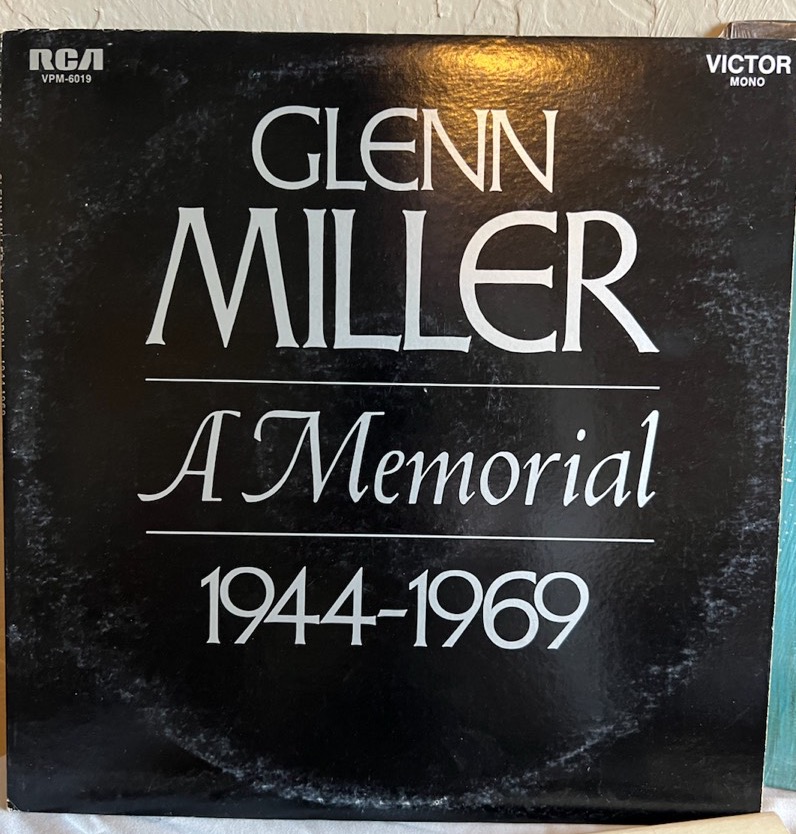 RCA
VPM-6019
VICTOR
MONO
GLENN
MILLER
A Memorial
1944-1969